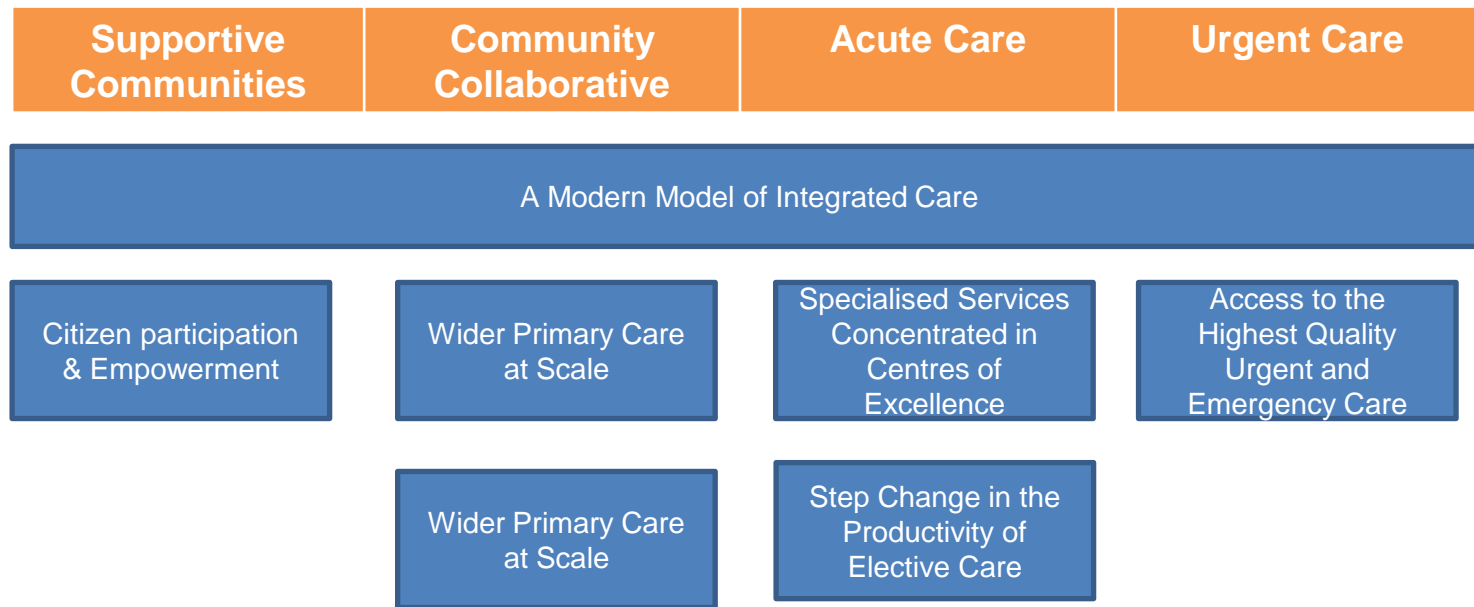 Supportive
Communities
Community
Collaborative
Acute Care
Urgent Care
A Modern Model of Integrated Care
Citizen participation
& Empowerment
Wider Primary Care
at Scale
Specialised Services
Concentrated in
Centres of
Excellence
Access to the
Highest Quality
Urgent and
Emergency Care
Wider Primary Care
at Scale
Step Change in the
Productivity of
Elective Care